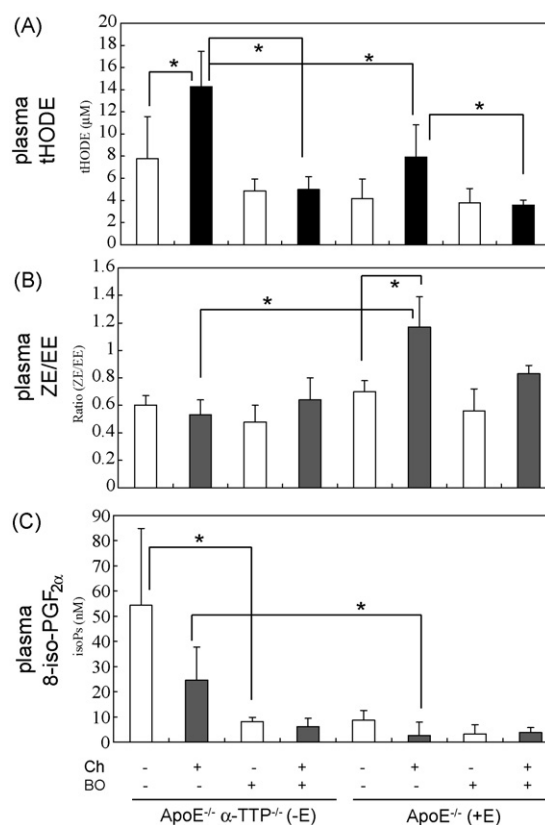 (A)
plasma
tHODE
tHODE (μM)
20
18
16
14
12
10
8
6
4
2
0
* * * *
(B)
plasma
ZE/EE
Ratio (ZE/EE)
1.6
1.4
1.2
1
0.8
0.6
0.4
0.2
0
* *
(C)
plasma
8-iso-PGF2α
isoPs (nM)
90
80
70
60
50
40
30
20
10
0
* *
Ch - + - + - + - +
BO - - + + - - + +
ApoE-/- α-TTP-/- (-E) ApoE-/- (+E)